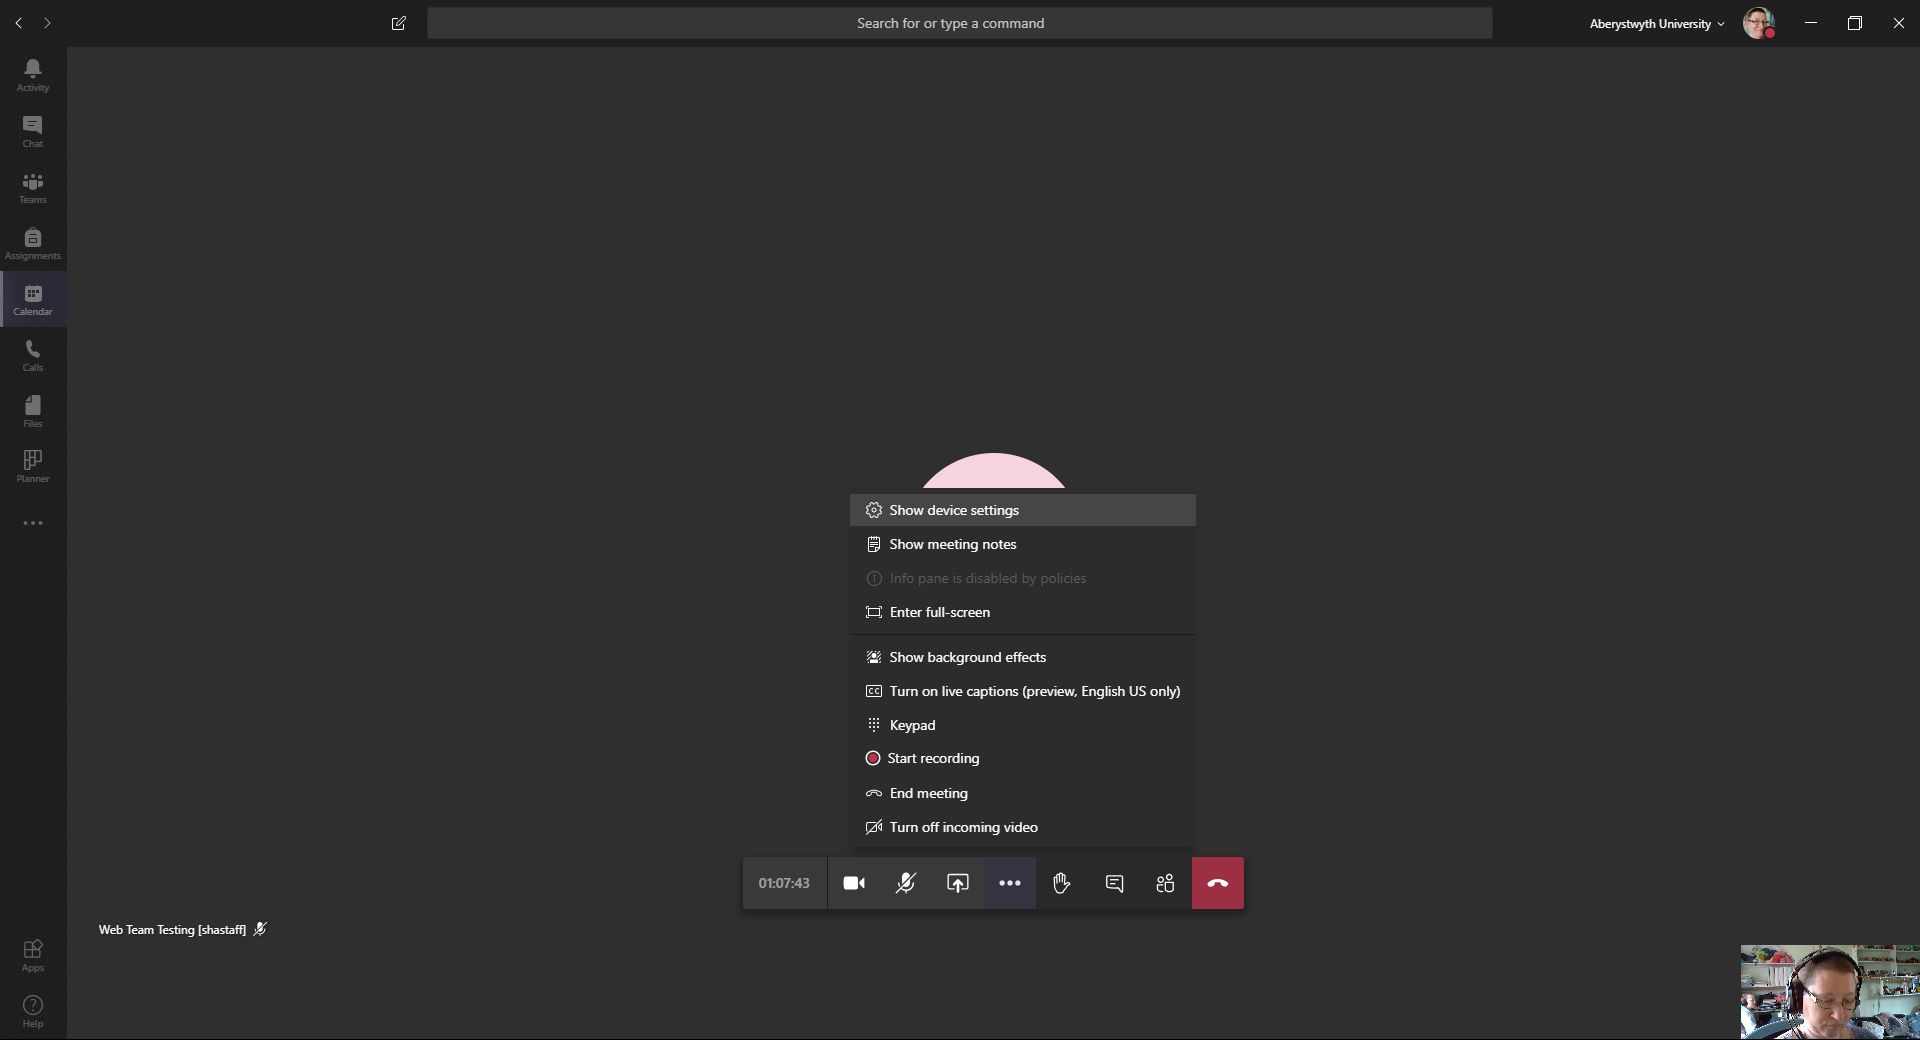 Search for or type a command
Aberystwyth University
Activity
Chat
Teams
Assignments
Calendar
Calls
Files
Planner
Show device settings
Show meeting notes
Info pane is disabled by policies
Enter full-screen
Show background effects
CC Turn on live captions (preview, English US only)
Keypad
Start recording
End meeting
Turn off incoming video
01:07:43
Web Team Testing [shastaff]
Apps
Help